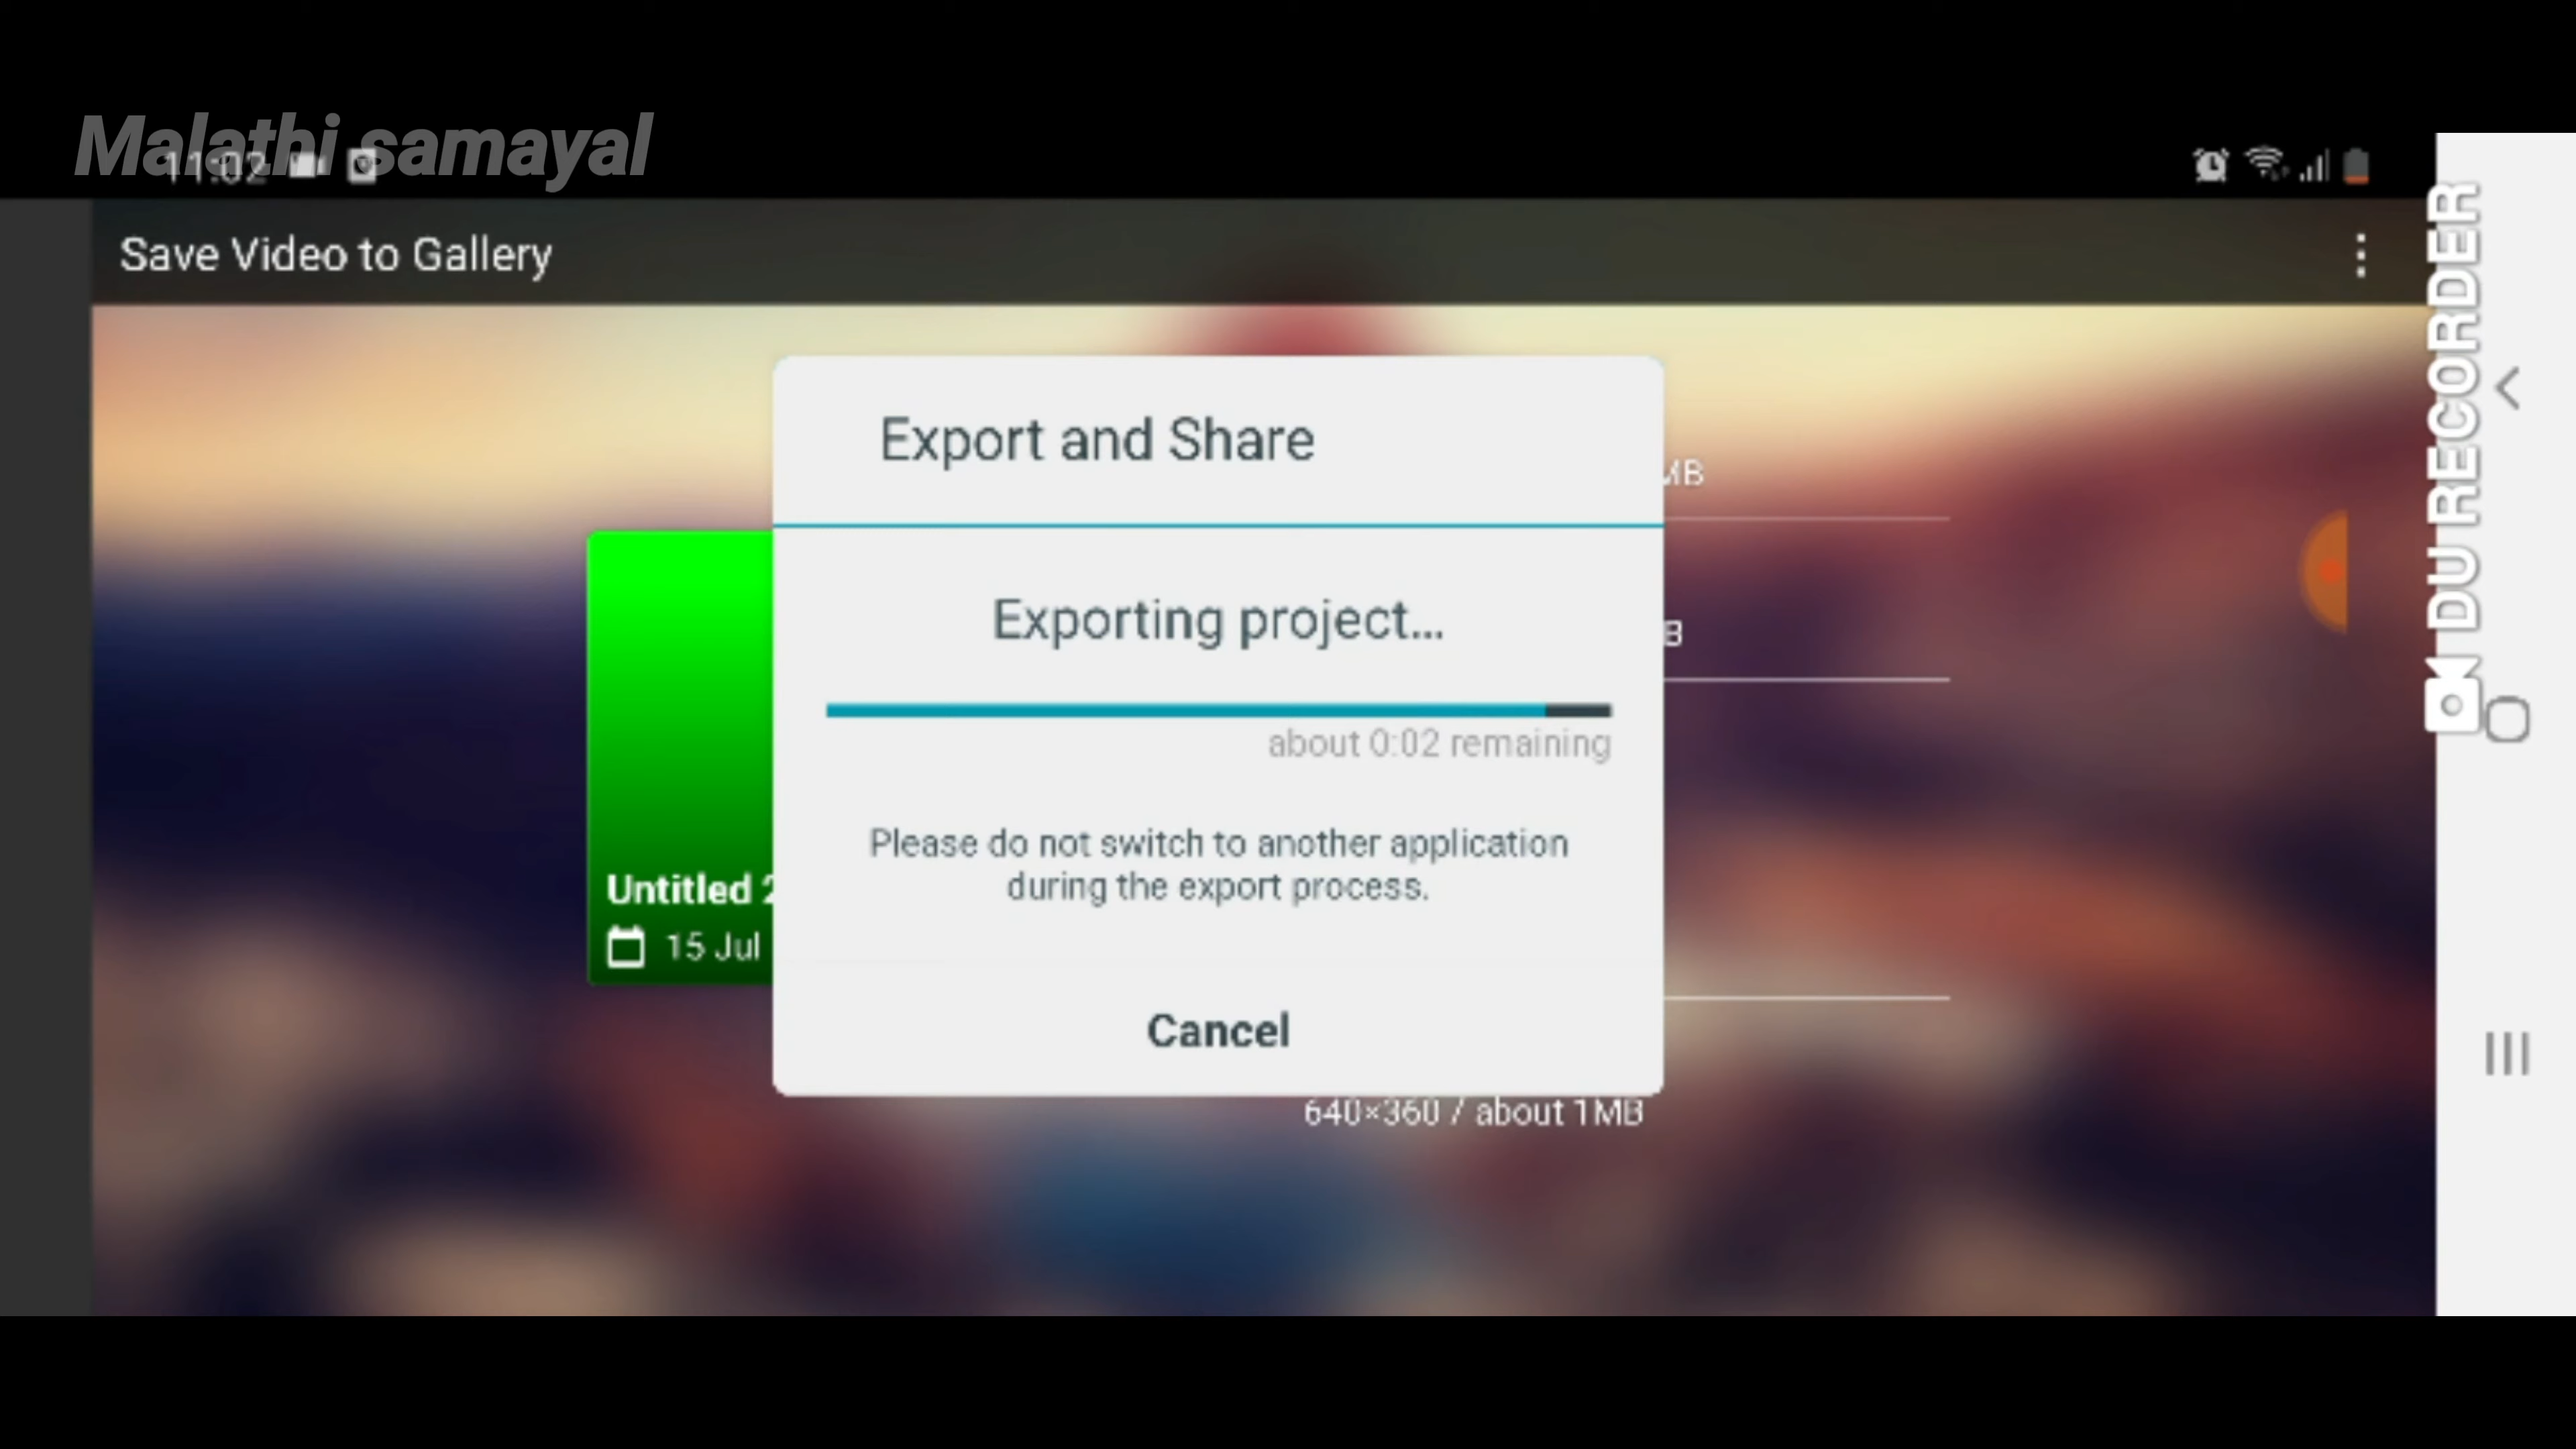 Malathi samayal
11:02
Save Video to Gallery
Export and Share
MB
Exporting project...
B
about 0:02 remaining
Please do not switch to another application
during the export process.
Untitled 2
15 Jul
Cancel
640×360 / about 1MB
DU RECORDER